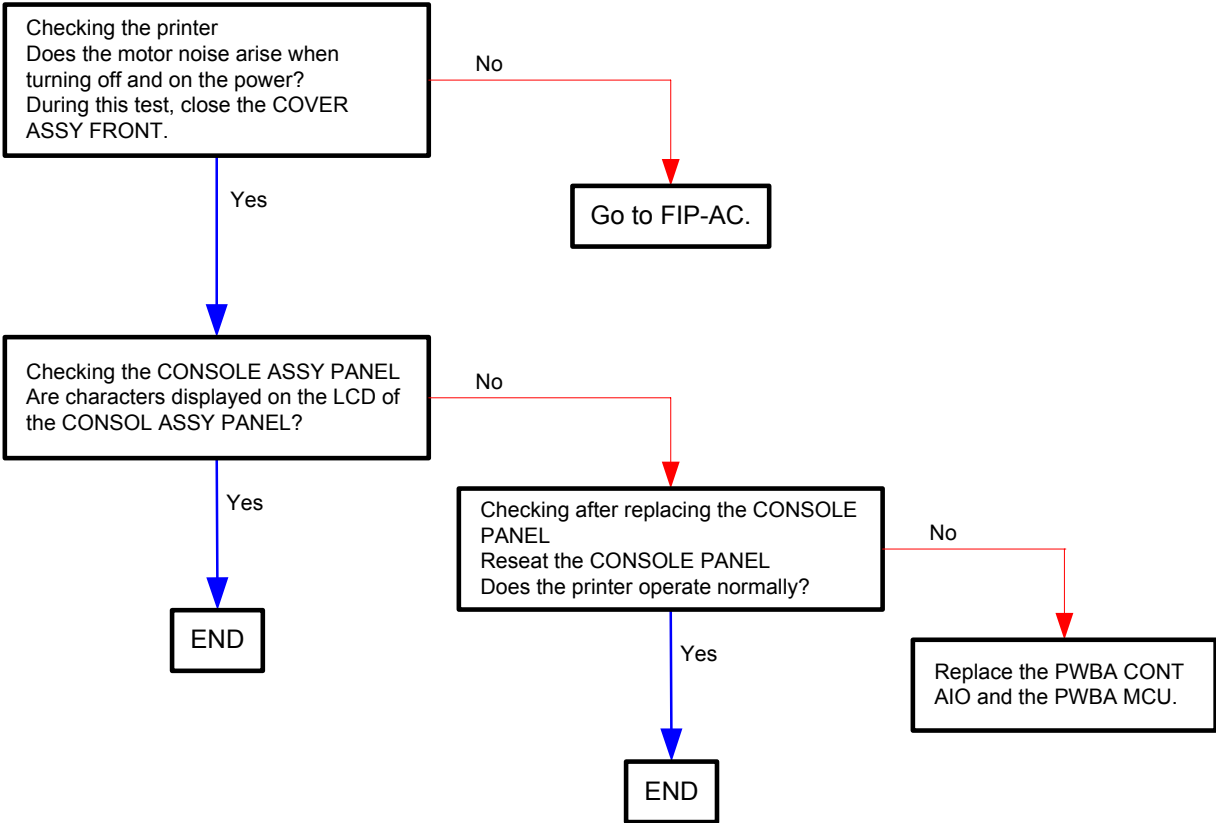 Checking the printer
Does the motor noise arise when
turning off and on the power?
During this test, close the COVER
ASSY FRONT.
No
Yes
Go to FIP-AC.
Checking the CONSOLE ASSY PANEL
Are characters displayed on the LCD of
the CONSOL ASSY PANEL?
No
Yes
Checking after replacing the CONSOLE
PANEL
Reseat the CONSOLE PANEL
Does the printer operate normally?
No
END
Yes
Replace the PWBA CONT
AIO and the PWBA MCU.
END